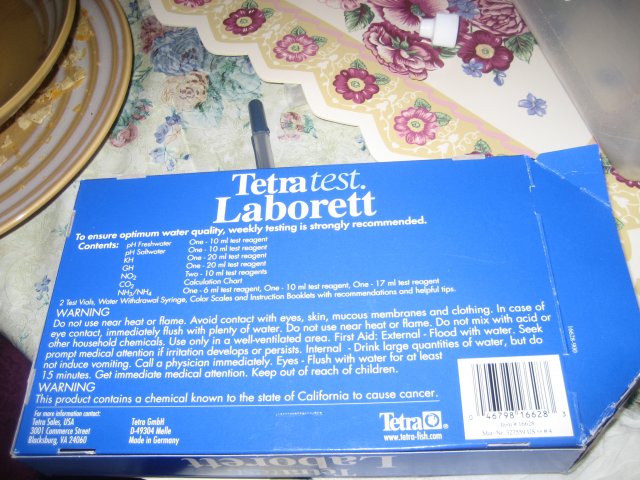 Tetratest.
Laborett
To ensure optimum water quality, weekly testing is strongly recommended.
Contents: pH Freshwater One - 10 ml test reagent
pH Saltwater One - 10 ml test reagent
KH One - 20 ml test reagent
GH One - 20 ml test reagent
NO2 Two - 10 ml test reagents
CO2 Calculation Chart
NH3/NH4 One - 6 ml test reagent, One - 10 ml test reagent, One - 17 ml test reagent
2 Test Vials, Water Withdrawal Syringe, Color Scales and Instruction Booklets with recommendations and helpful tips.
WARNING
Do not use near heat or flame. Avoid contact with eyes, skin, mucous membranes and clothing. In case of
eye contact, immediately flush with plenty of water. Do not use near heat or flame. Do not mix with acid or
other household chemicals. Use only in a well-ventilated area. First Aid: External - Flood with water. Seek
prompt medical attention if irritation develops or persists. Internal - Drink large quantities of water, but do
not induce vomiting. Call a physician immediately. Eyes - Flush with water for at least
15 minutes. Get immediate medical attention. Keep out of reach of children.
WARNING
This product contains a chemical known to the state of California to cause cancer.
For more information contact:
Tetra Sales, USA
3001 Commerce Street
Blacksburg, VA 24060
Tetra GmbH
D-49304 Melle
Made in Germany
Tetra
www.tetra-fish.com
0 46798 16628 3
Item # 16628
Tetratest
Laborett